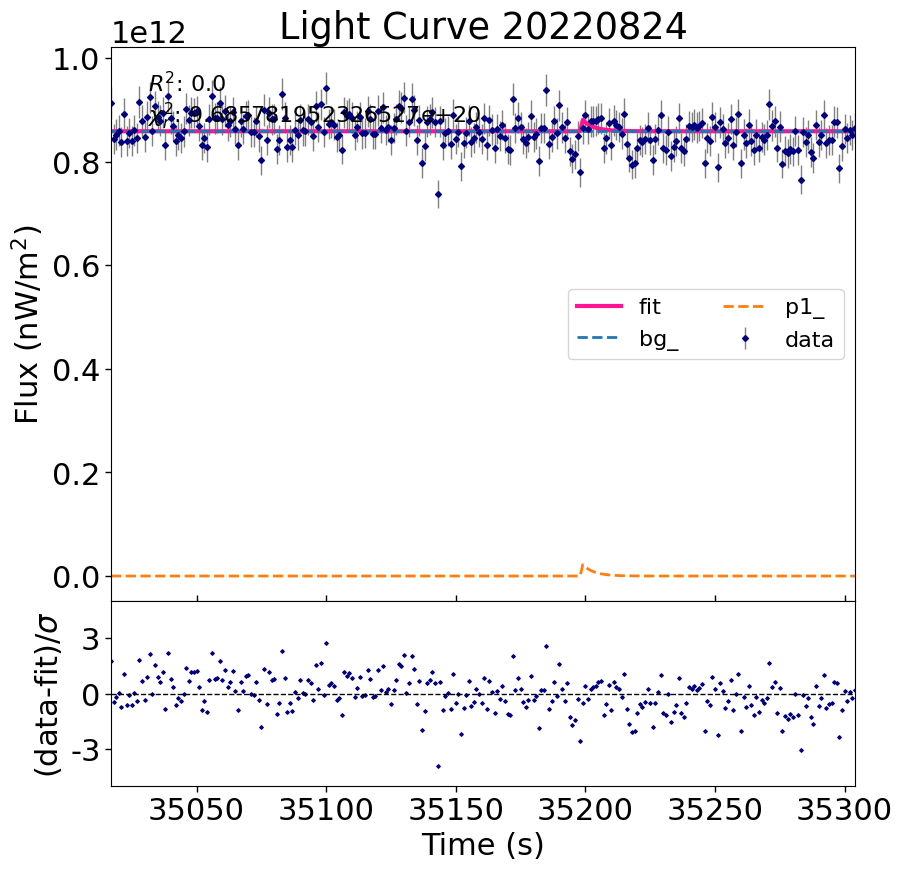 Light Curve 20220824
1e12
R²: 0.0
1.0
0.8
0.6
0.4
0.2
0.0
Flux (nW/m²)
fit
bg_
p1_
data
3
0
-3
(data-fit)/σ
35050 35100 35150 35200 35250 35300
Time (s)